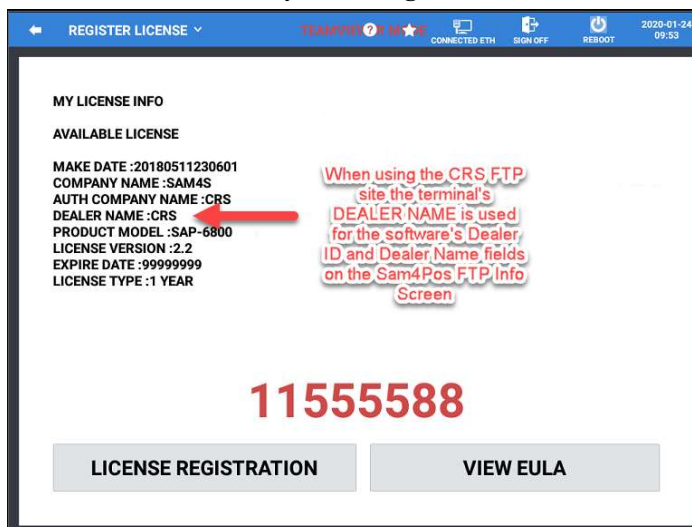 REGISTER LICENSE
CONNECTED ETH
SIGN OFF
REBOOT
2020-01-24
09:53
MY LICENSE INFO
AVAILABLE LICENSE
MAKE DATE :20180511230601
COMPANY NAME :SAM4S
AUTH COMPANY NAME :CRS
DEALER NAME :CRS
PRODUCT MODEL :SAP-6800
LICENSE VERSION :2.2
EXPIRE DATE :99999999
LICENSE TYPE :1 YEAR
When using the CRS FTP
site the terminal's
DEALER NAME is used
for the software's Dealer
ID and Dealer Name fields
on the Sam4Pos FTP Info
Screen
11555588
LICENSE REGISTRATION
VIEW EULA